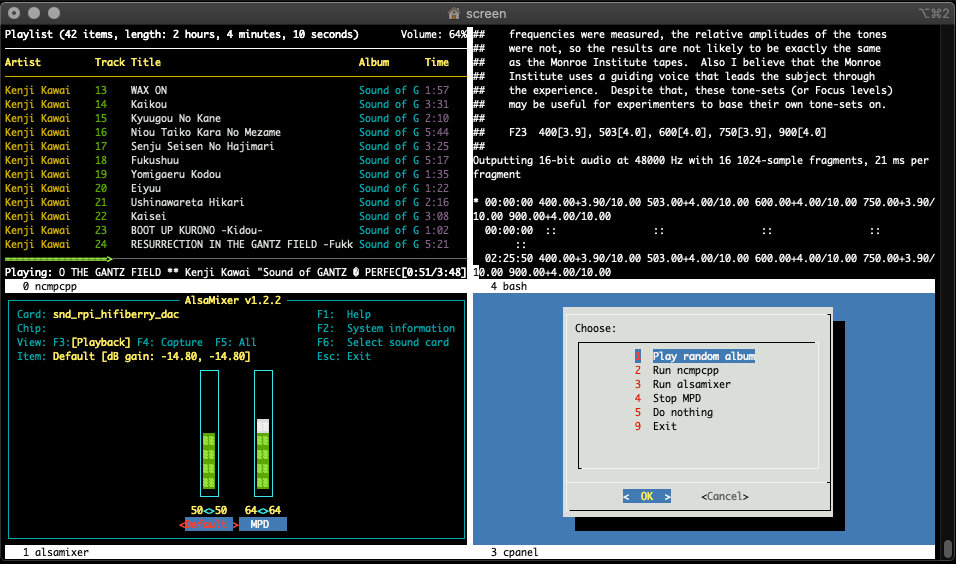 screen
⌥⌘2
Playlist (42 items, length: 2 hours, 4 minutes, 10 seconds) Volume: 64%
Artist Track Title Album Time
Kenji Kawai 13 WAX ON Sound of G 1:57
Kenji Kawai 14 Kaikou Sound of G 3:31
Kenji Kawai 15 Kyuugou No Kane Sound of G 2:10
Kenji Kawai 16 Niou Taiko Kara No Mezame Sound of G 5:44
Kenji Kawai 17 Senju Seisen No Hajimari Sound of G 3:25
Kenji Kawai 18 Fukushuu Sound of G 5:17
Kenji Kawai 19 Yomigaeru Kodou Sound of G 1:35
Kenji Kawai 20 Eiyuu Sound of G 1:22
Kenji Kawai 21 Ushinawareta Hikari Sound of G 2:16
Kenji Kawai 22 Kaisei Sound of G 3:08
Kenji Kawai 23 BOOT UP KURONO -Kidou- Sound of G 1:02
Kenji Kawai 24 RESURRECTION IN THE GANTZ FIELD -Fukk Sound of G 5:21
================>
Playing: O THE GANTZ FIELD ** Kenji Kawai "Sound of GANTZ � PERFEC[0:51/3:48]
0 ncmpcpp
## frequencies were measured, the relative amplitudes of the tones
## were not, so the results are not likely to be exactly the same
## as the Monroe Institute tapes. Also I believe that the Monroe
## Institute uses a guiding voice that leads the subject through
## the experience. Despite that, these tone-sets (or Focus levels)
## may be useful for experimenters to base their own tone-sets on.
##
## F23 400[3.9], 503[4.0], 600[4.0], 750[3.9], 900[4.0]
##
Outputting 16-bit audio at 48000 Hz with 16 1024-sample fragments, 21 ms per
fragment
* 00:00:00 400.00+3.90/10.00 503.00+4.00/10.00 600.00+4.00/10.00 750.00+3.90/
10.00 900.00+4.00/10.00
00:00:00 :: :: :: ::
::
02:25:50 400.00+3.90/10.00 503.00+4.00/10.00 600.00+4.00/10.00 750.00+3.90/
10.00 900.00+4.00/10.00
4 bash
AlsaMixer v1.2.2
Card: snd_rpi_hifiberry_dac F1: Help
Chip: F2: System information
View: F3:[Playback] F4: Capture F5: All F6: Select sound card
Item: Default [dB gain: -14.80, -14.80] Esc: Exit
50<>50 64<>64
<Default > MPD
1 alsamixer
Choose:
1 Play random album
2 Run ncmpcpp
3 Run alsamixer
4 Stop MPD
5 Do nothing
9 Exit
< OK > <Cancel>
3 cpanel